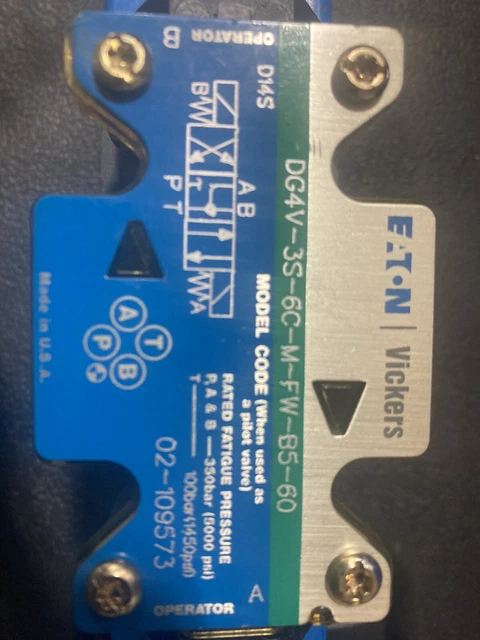 EATON | Vickers
DG4V-3S-6C-M-FW-B5-60
MODEL CODE (When used as
a pilot valve)
D14S
OPERATOR
B
A B
P T
B
A
RATED FATIGUE PRESSURE
P, A & B — 350bar (5000 psi)
T — 100bar (1450psi)
02-109573
A
OPERATOR
T
A
B
P
Made in U.S.A.